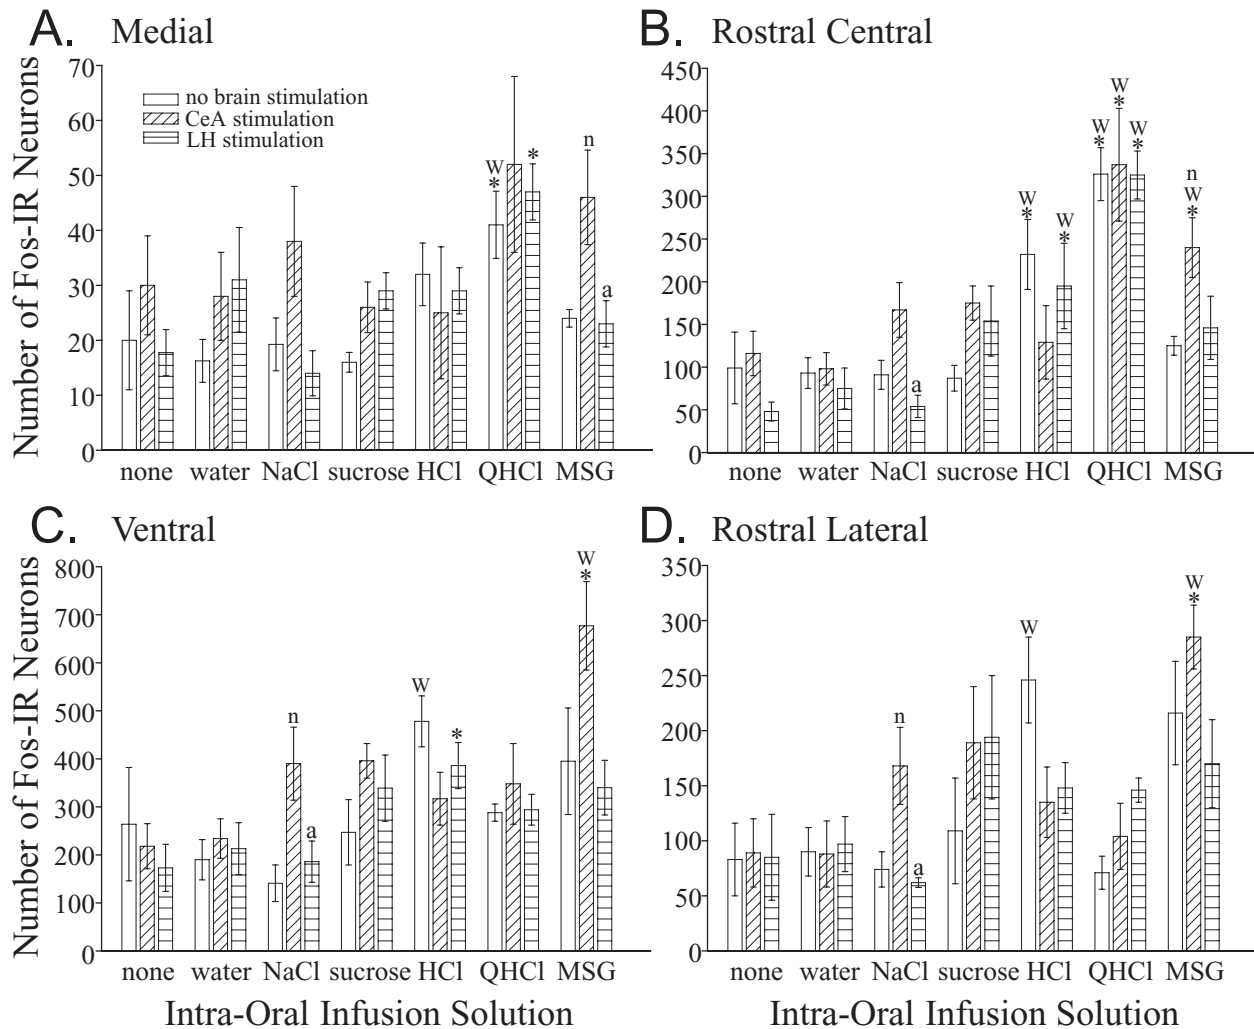 A. Medial
B. Rostral Central
Number of Fos-IR Neurons
70
60
50
40
30
20
10
0
no brain stimulation
CeA stimulation
LH stimulation
W
*
*
n
a
none water NaCl sucrose HCl QHCl MSG
450
400
350
300
250
200
150
100
50
0
a
W
*
W
*
W
*
W
*
W
*
n
W
*
none water NaCl sucrose HCl QHCl MSG
C. Ventral
D. Rostral Lateral
Number of Fos-IR Neurons
800
700
600
500
400
300
200
100
0
n
a
W
*
W
*
none water NaCl sucrose HCl QHCl MSG
Intra-Oral Infusion Solution
350
300
250
200
150
100
50
0
n
a
W
W
*
none water NaCl sucrose HCl QHCl MSG
Intra-Oral Infusion Solution